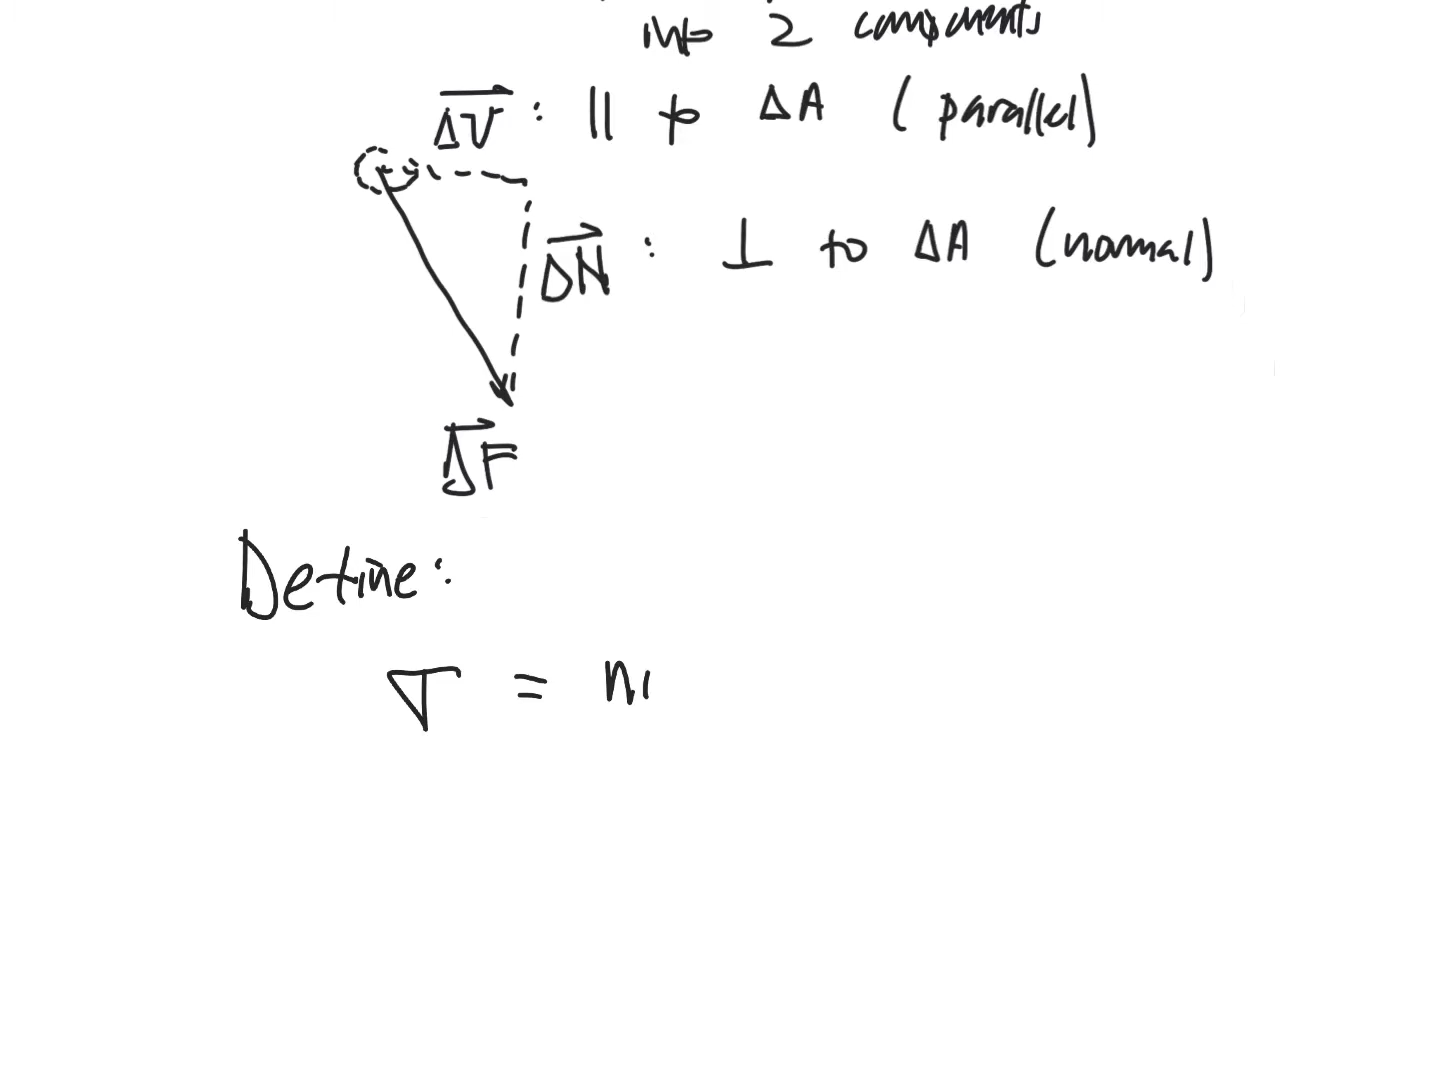 into 2 components
ΔV⃗ : || to ΔA (parallel)
ΔN⃗ : ⊥ to ΔA (normal)
ΔF⃗
Define:
σ = n